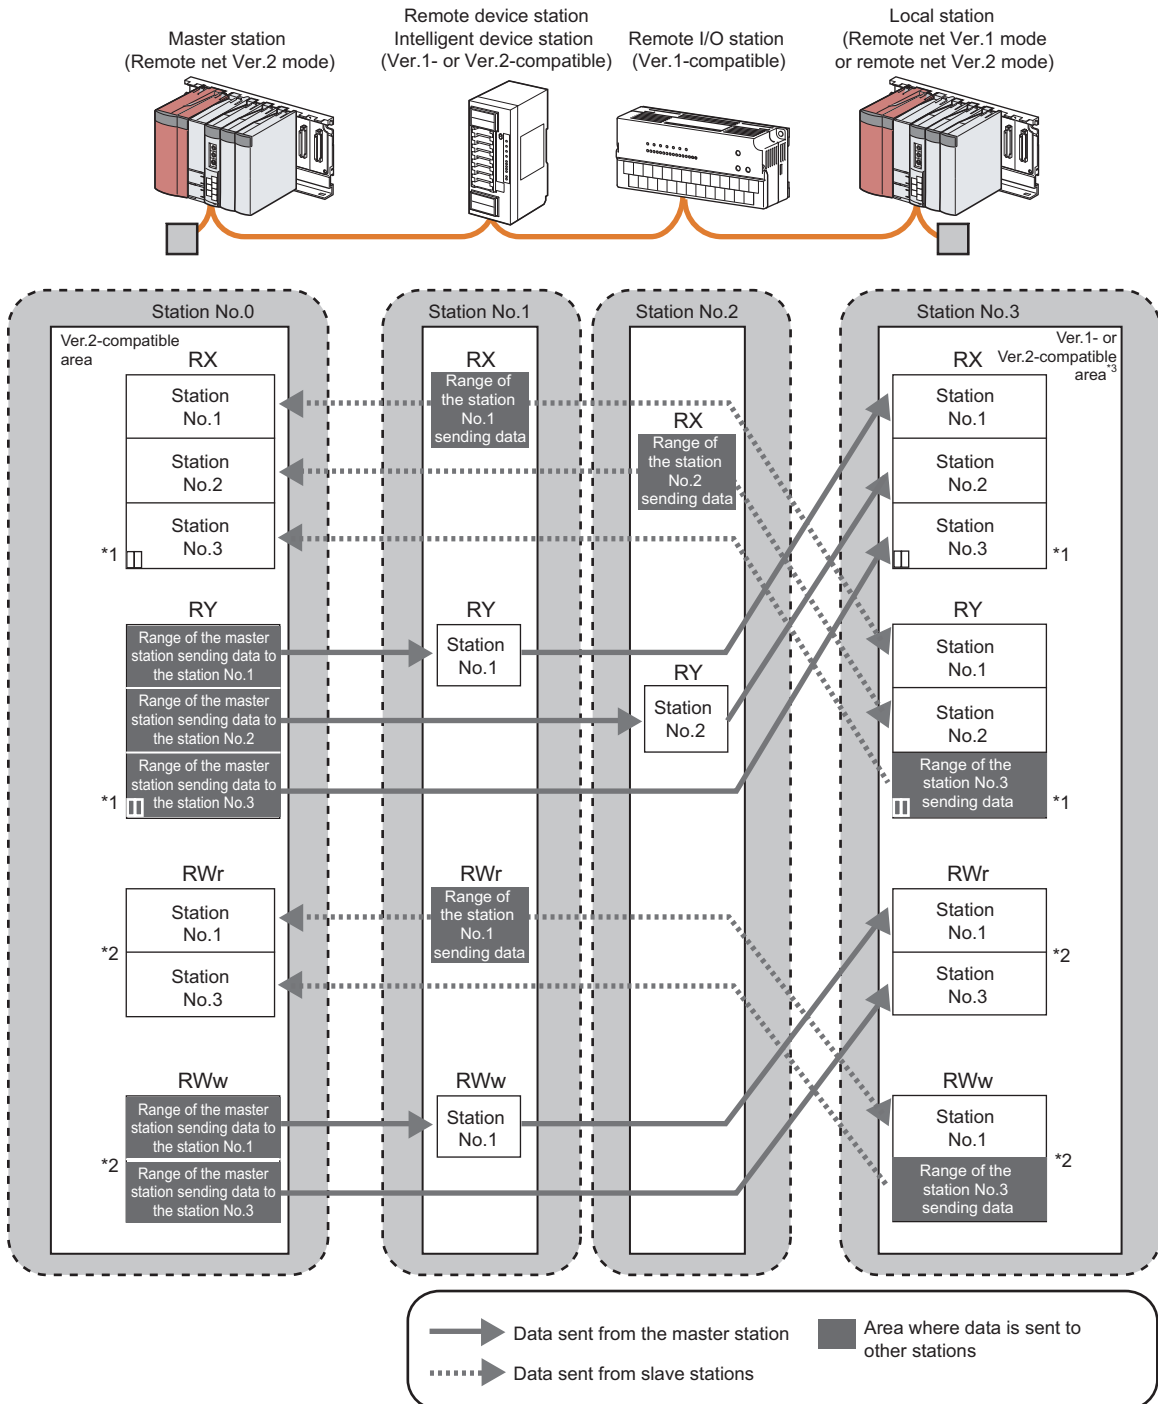 Master station
(Remote net Ver.2 mode)
Remote device station
Intelligent device station
(Ver.1- or Ver.2-compatible)
Remote I/O station
(Ver.1-compatible)
Local station
(Remote net Ver.1 mode
or remote net Ver.2 mode)
Station No.0
Ver.2-compatible
area
RX
Station
No.1
Station
No.2
Station
No.3
*1
RY
Range of the master
station sending data to
the station No.1
Range of the master
station sending data to
the station No.2
Range of the master
station sending data to
the station No.3
*1
RWr
Station
No.1
*2
Station
No.3
RWw
Range of the master
station sending data to
the station No.1
*2
Range of the master
station sending data to
the station No.3
Station No.1
RX
Range of
the station
No.1
sending data
RY
Station
No.1
RWr
Range of
the station
No.1
sending data
RWw
Station
No.1
Station No.2
RX
Range of
the station
No.2
sending data
RY
Station
No.2
Station No.3
Ver.1- or
Ver.2-compatible
area*3
RX
Station
No.1
Station
No.2
Station
No.3
*1
RY
Station
No.1
Station
No.2
Range of the
station No.3
sending data
*1
RWr
Station
No.1
*2
Station
No.3
RWw
Station
No.1
*2
Range of the
station No.3
sending data
Data sent from the master station
Data sent from slave stations
Area where data is sent to
other stations